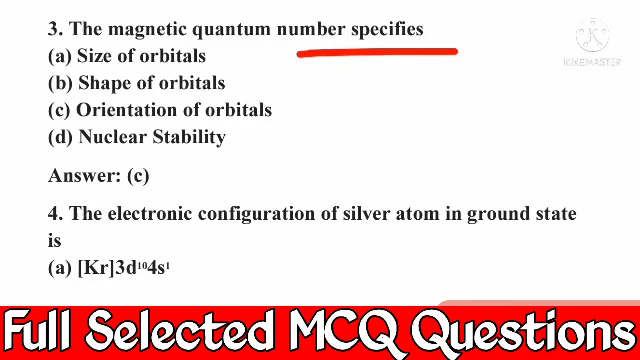 3. The magnetic quantum number specifies
(a) Size of orbitals
(b) Shape of orbitals
(c) Orientation of orbitals
(d) Nuclear Stability
Answer: (c)
4. The electronic configuration of silver atom in ground state
is
(a) [Kr]3d¹⁰4s¹
K
KINEMASTER
Full Selected MCQ Questions